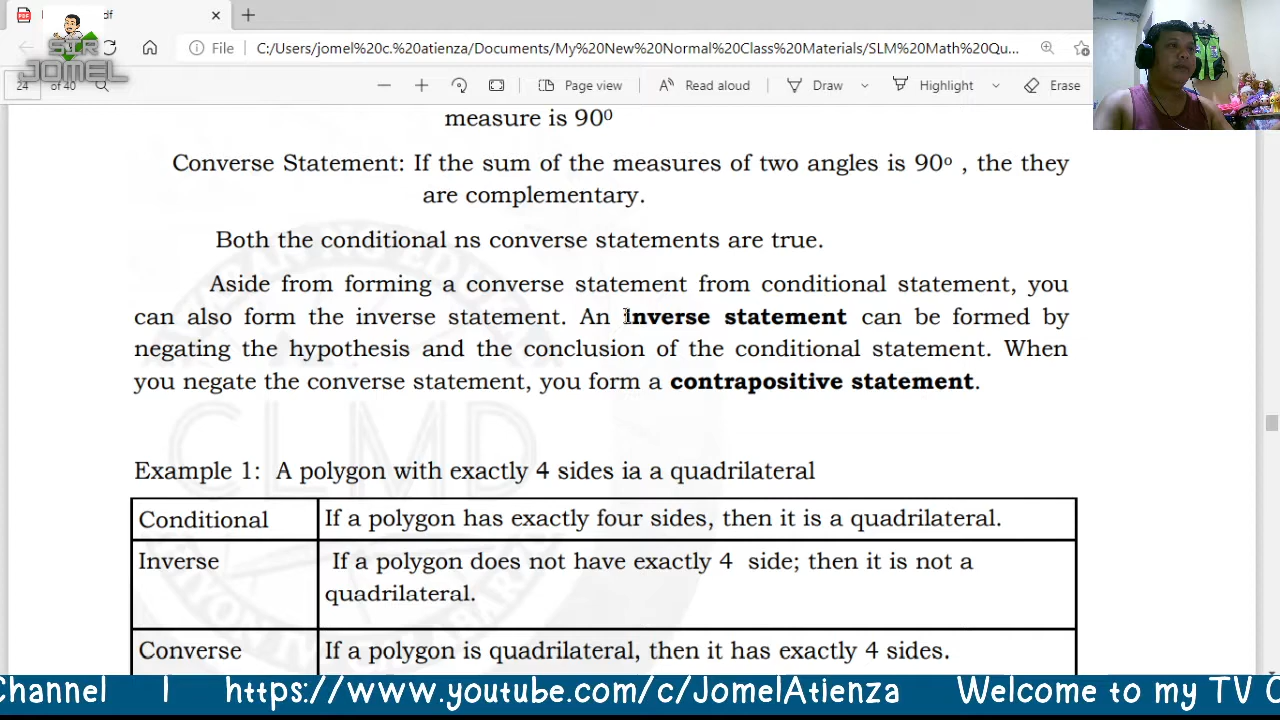 df
SIR
JOMEL
File
C:/Users/jomel%20c.%20atienza/Documents/My%20New%20Normal%20Class%20Materials/SLM%20Math%20Qu...
24
of 40
Page view
Read aloud
Draw
Highlight
Erase
measure is 90⁰
Converse Statement: If the sum of the measures of two angles is 90º , the they
are complementary.
Both the conditional ns converse statements are true.
Aside from forming a converse statement from conditional statement, you
can also form the inverse statement. An inverse statement can be formed by
negating the hypothesis and the conclusion of the conditional statement. When
you negate the converse statement, you form a contrapositive statement.
CLMD
Example 1: A polygon with exactly 4 sides ia a quadrilateral
Conditional
If a polygon has exactly four sides, then it is a quadrilateral.
Inverse
If a polygon does not have exactly 4 side; then it is not a
quadrilateral.
Converse
If a polygon is quadrilateral, then it has exactly 4 sides.
Channel | https://www.youtube.com/c/JomelAtienza Welcome to my TV C